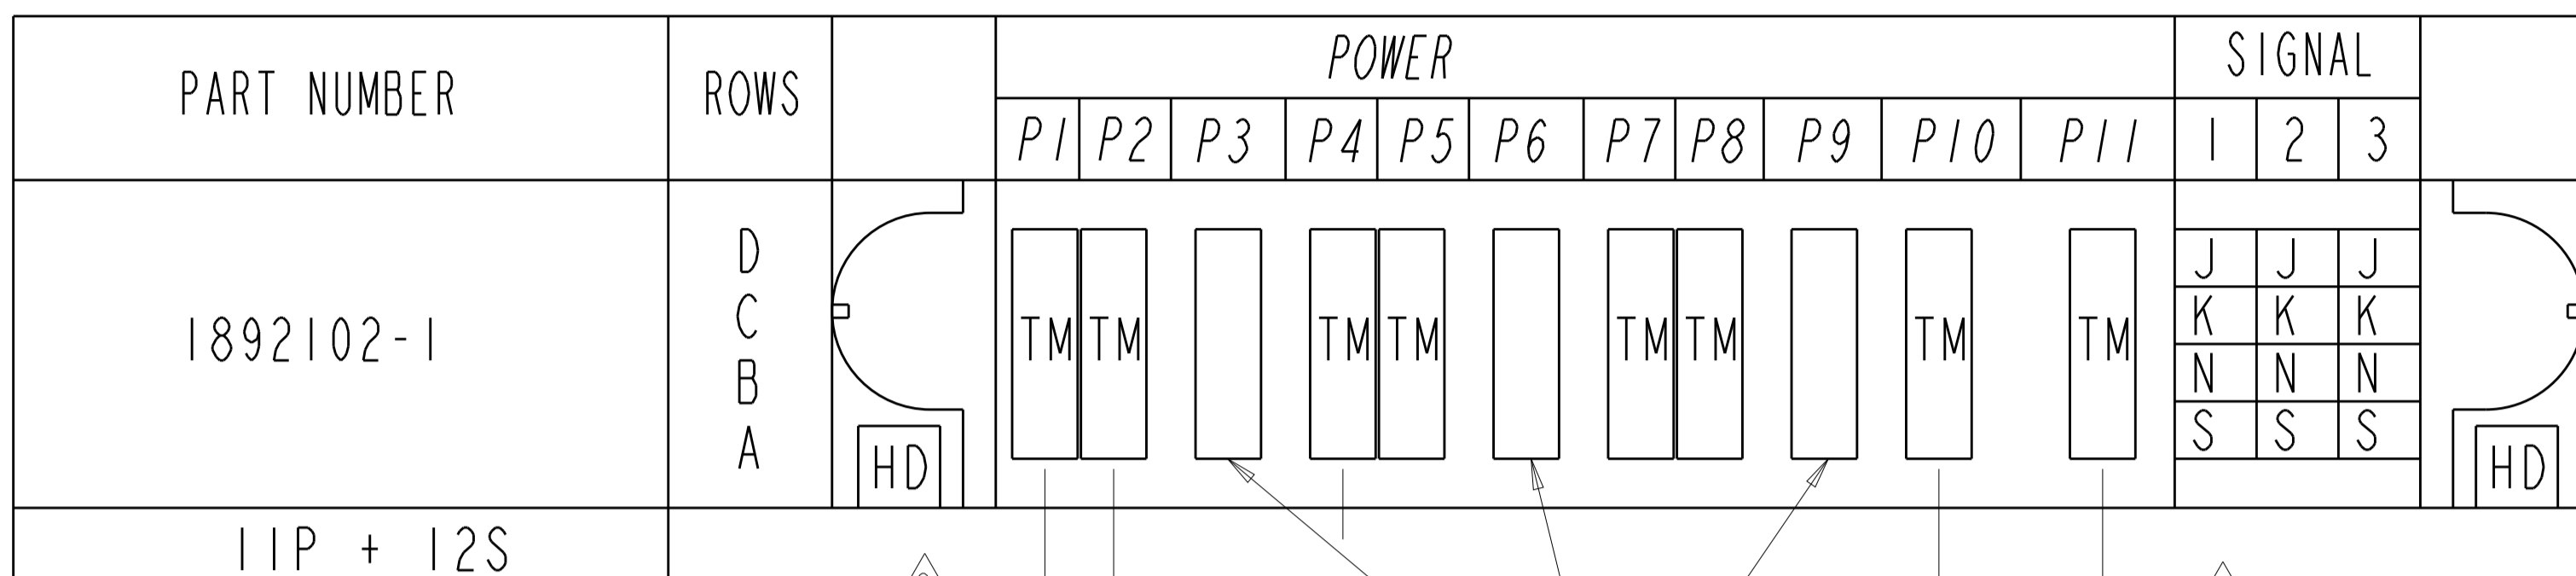 PART NUMBER ROWS POWER SIGNAL
P1 P2 P3 P4 P5 P6 P7 P8 P9 P10 P11 1 2 3
1892102-1
D J J J
C K K K
TM TM TM TM TM TM TM TM
B N N N
A S S S
HD HD
11P + 12S